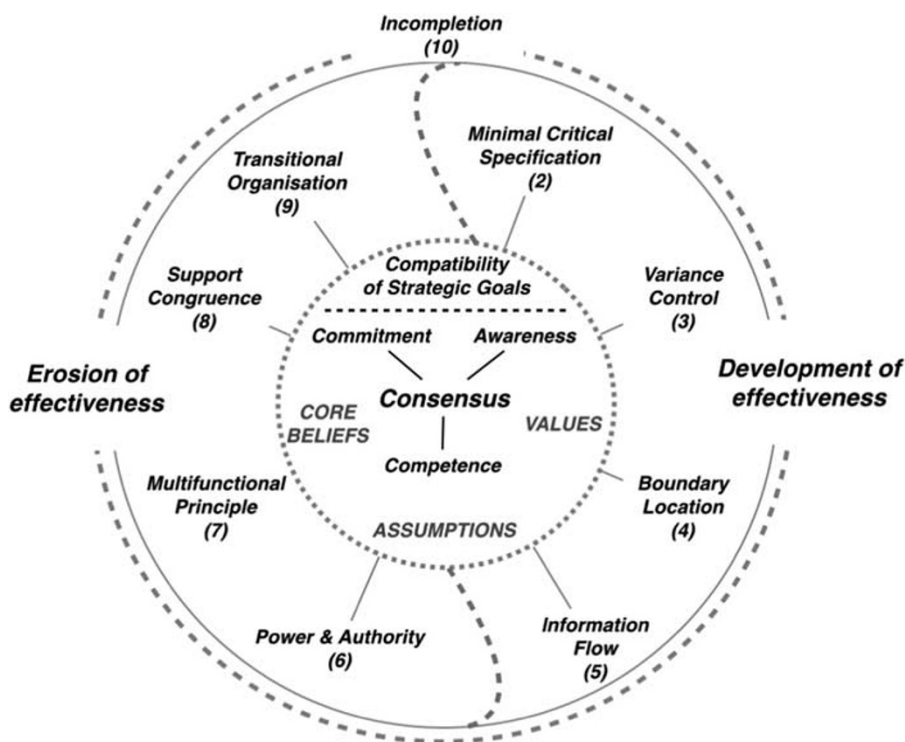 Incompletion
(10)
Minimal Critical
Specification
(2)
Transitional
Organisation
(9)
Compatibility
of Strategic Goals
Support
Congruence
(8)
Variance
Control
(3)
Commitment
Awareness
Erosion of
effectiveness
Development of
effectiveness
Consensus
CORE
BELIEFS
VALUES
Competence
Multifunctional
Principle
(7)
Boundary
Location
(4)
ASSUMPTIONS
Power & Authority
(6)
Information
Flow
(5)